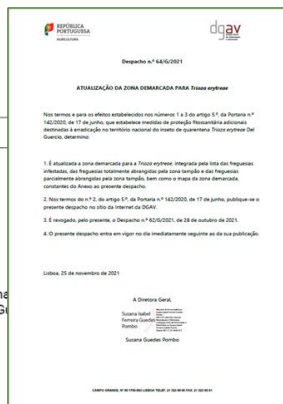 REPÚBLICA
PORTUGUESA
AGRICULTURA
dgav
Despacho n.º 64/G/2021
ATUALIZAÇÃO DA ZONA DEMARCADA PARA Trioza erytreae
Nos termos e para os efeitos estabelecidos nos números 1 a 3 do artigo 5.º, da Portaria n.º
142/2020, de 17 de junho, que estabelece medidas de proteção fitossanitária adicionais
destinadas à erradicação no território nacional do inseto de quarentena Trioza erytreae Del
Guercio, determino:
1. É atualizada a zona demarcada para a Trioza erytreae, integrada pela lista das freguesias
infestadas, das freguesias totalmente abrangidas pela zona tampão e das freguesias
parcialmente abrangidas pela zona tampão, bem como o mapa da zona demarcada,
constantes do Anexo ao presente despacho.
2. Nos termos do n.º 2, do artigo 5.º, da Portaria n.º 142/2020, de 17 de junho, publique-se o
presente despacho no sítio da Internet da DGAV.
3. É revogado, pelo presente, o Despacho n.º 62/G/2021, de 28 de outubro de 2021.
4. O presente despacho entra em vigor no dia imediatamente seguinte ao da sua publicação.
Lisboa, 25 de novembro de 2021
A Diretora Geral,
Susana Isabel
Ferreira Guedes
Pombo
Susana Guedes Pombo